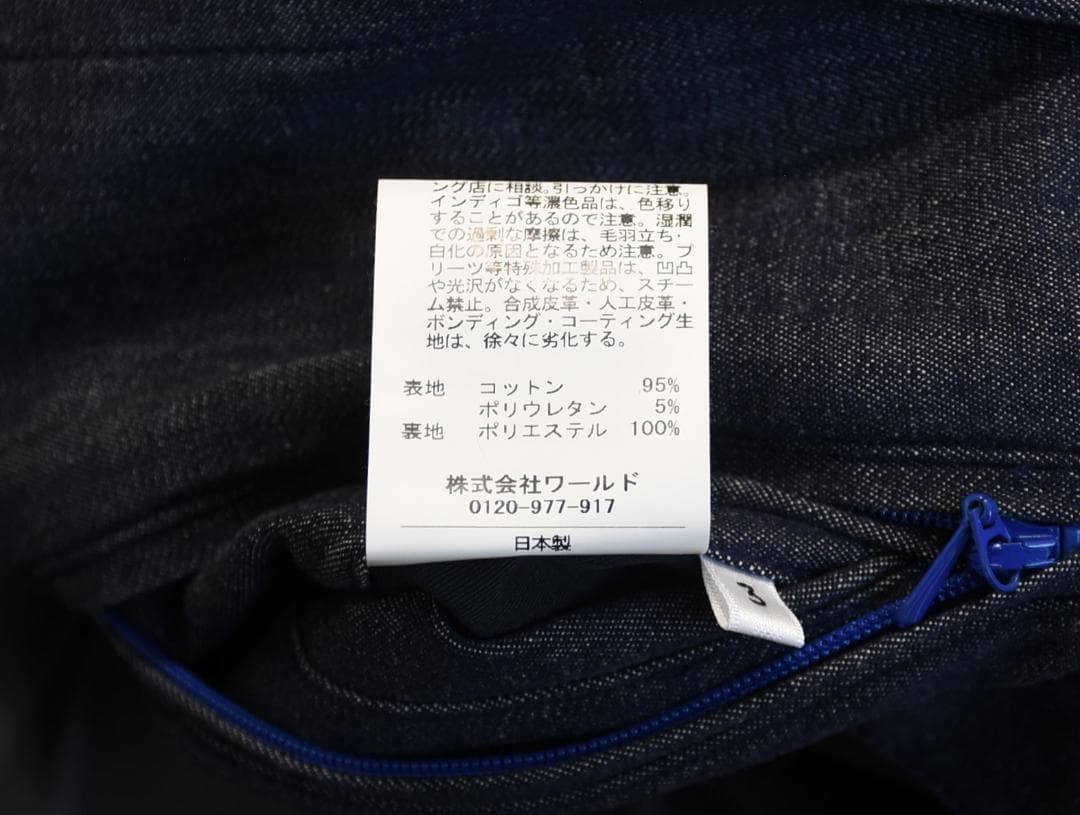 ング店に相談。引っかけに注意。
インディゴ等濃色品は、色移り
することがあるので注意。湿潤
での過剰な摩擦は、毛羽立ち・
白化の原因となるため注意。プ
リーツ等特殊加工製品は、凹凸
や光沢がなくなるため、スチー
ム禁止。合成皮革・人工皮革・
ボンディング・コーティング生
地は、徐々に劣化する。
表地 コットン 95%
ポリウレタン 5%
裏地 ポリエステル 100%
株式会社ワールド
0120-977-917
日本製
3